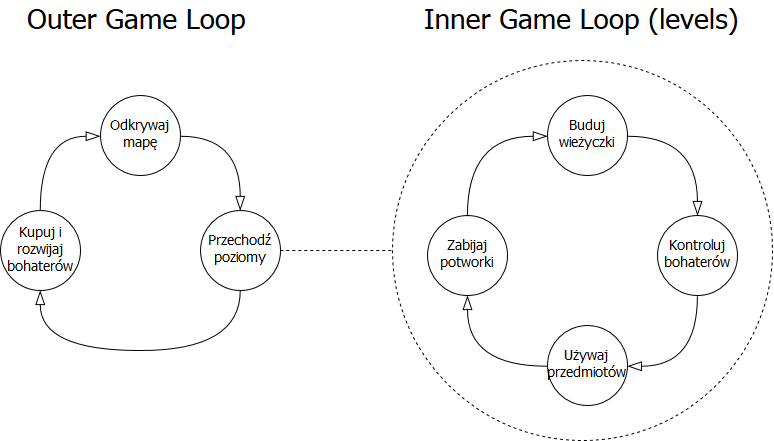 Outer Game Loop
Odkrywaj
mapę
Kupuj i
rozwijaj
bohaterów
Przechodź
poziomy
Inner Game Loop (levels)
Buduj
wieżyczki
Zabijaj
potworki
Kontroluj
bohaterów
Używaj
przedmiotów